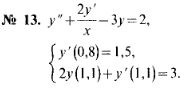 № 13. y'' + 2y'/x − 3y = 2,
{ y'(0,8) = 1,5,
2y(1,1) + y'(1,1) = 3.